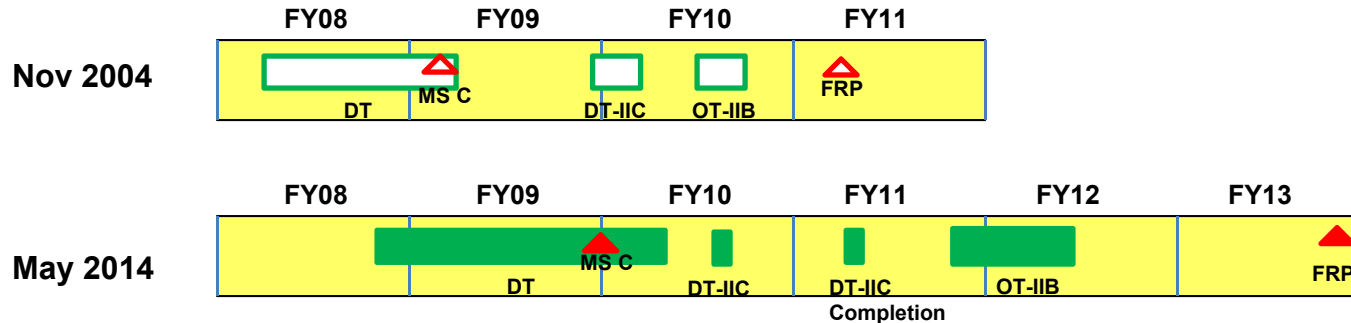 FY08 FY09 FY10 FY11
Nov 2004
MS C
FRP
DT DT-IIC OT-IIB
FY08 FY09 FY10 FY11 FY12 FY13
May 2014
MS C
FRP
DT DT-IIC DT-IIC OT-IIB
Completion